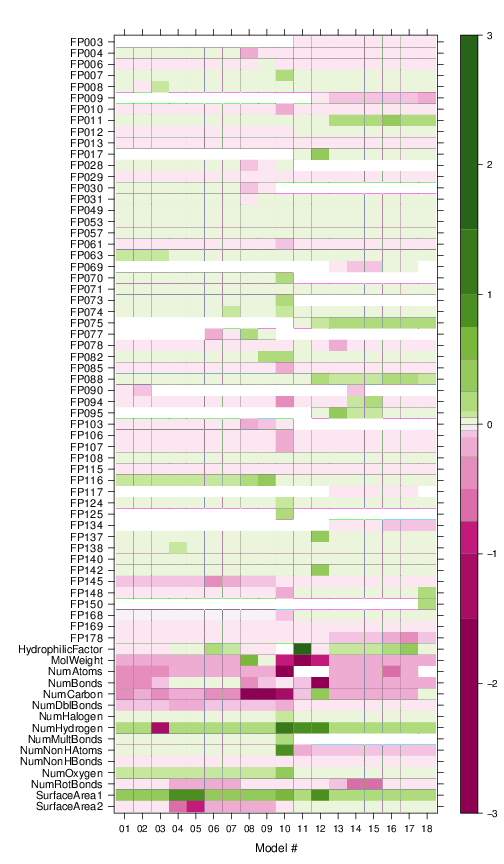 FP003
FP004
FP006
FP007
FP008
FP009
FP010
FP011
FP012
FP013
FP017
FP028
FP029
FP030
FP031
FP049
FP053
FP057
FP061
FP063
FP069
FP070
FP071
FP073
FP074
FP075
FP077
FP078
FP082
FP085
FP088
FP090
FP094
FP095
FP103
FP106
FP107
FP108
FP115
FP116
FP117
FP124
FP125
FP134
FP137
FP138
FP140
FP142
FP145
FP148
FP150
FP168
FP169
FP178
HydrophilicFactor
MolWeight
NumAtoms
NumBonds
NumCarbon
NumDblBonds
NumHalogen
NumHydrogen
NumMultBonds
NumNonHAtoms
NumNonHBonds
NumOxygen
NumRotBonds
SurfaceArea1
SurfaceArea2
01 02 03 04 05 06 07 08 09 10 11 12 13 14 15 16 17 18
Model #
3
2
1
0
−1
−2
−3